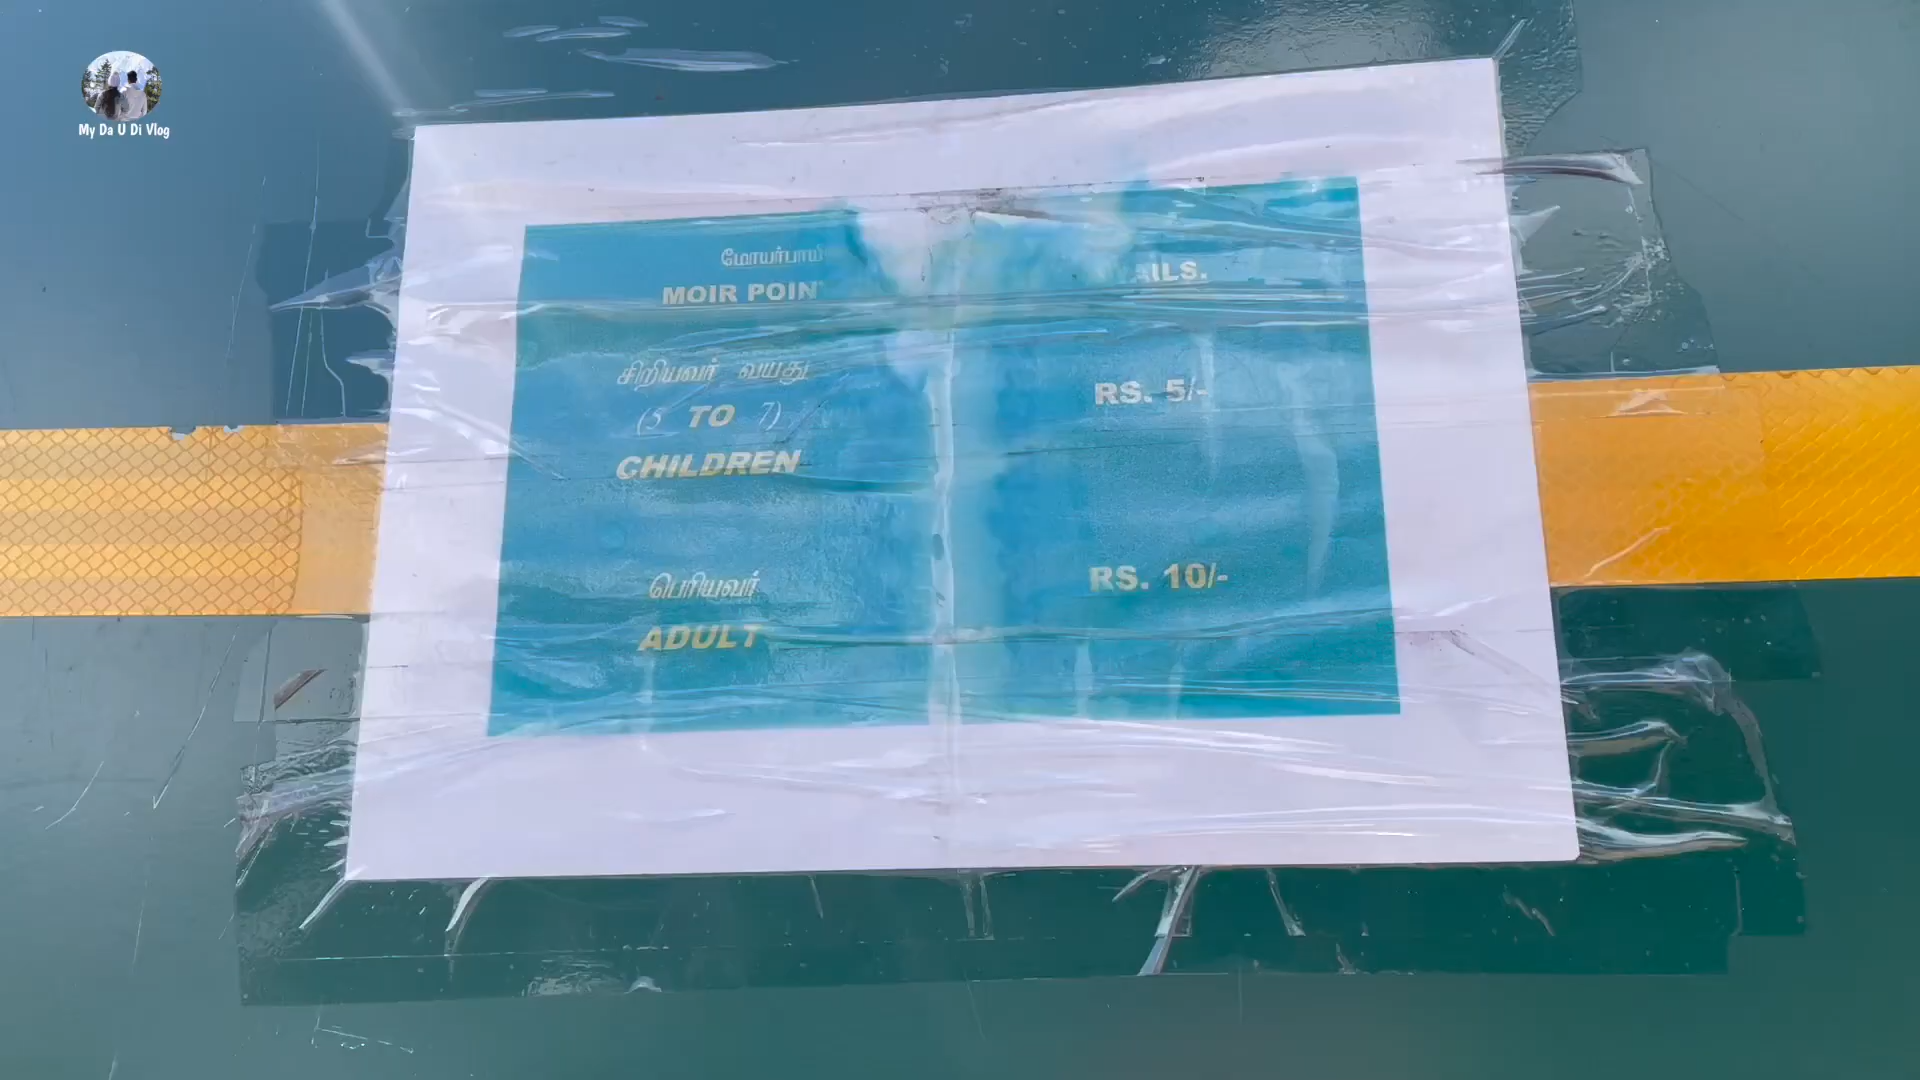 My Da U Di Vlog
மோயர்பாய்
MOIR POIN
AILS.
சிறியவர் வயது
(5 TO 7)
CHILDREN
RS. 5/-
பெரியவர்
ADULT
RS. 10/-